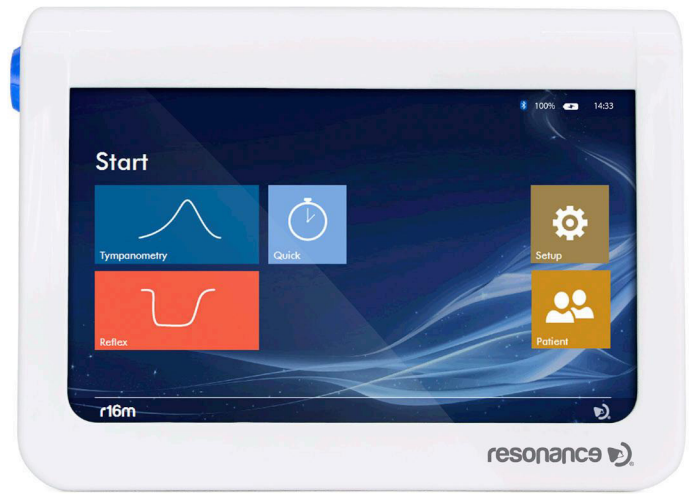 100% 14:33
Start
Tympanometry
Quick
Setup
Reflex
Patient
r16m
resonance